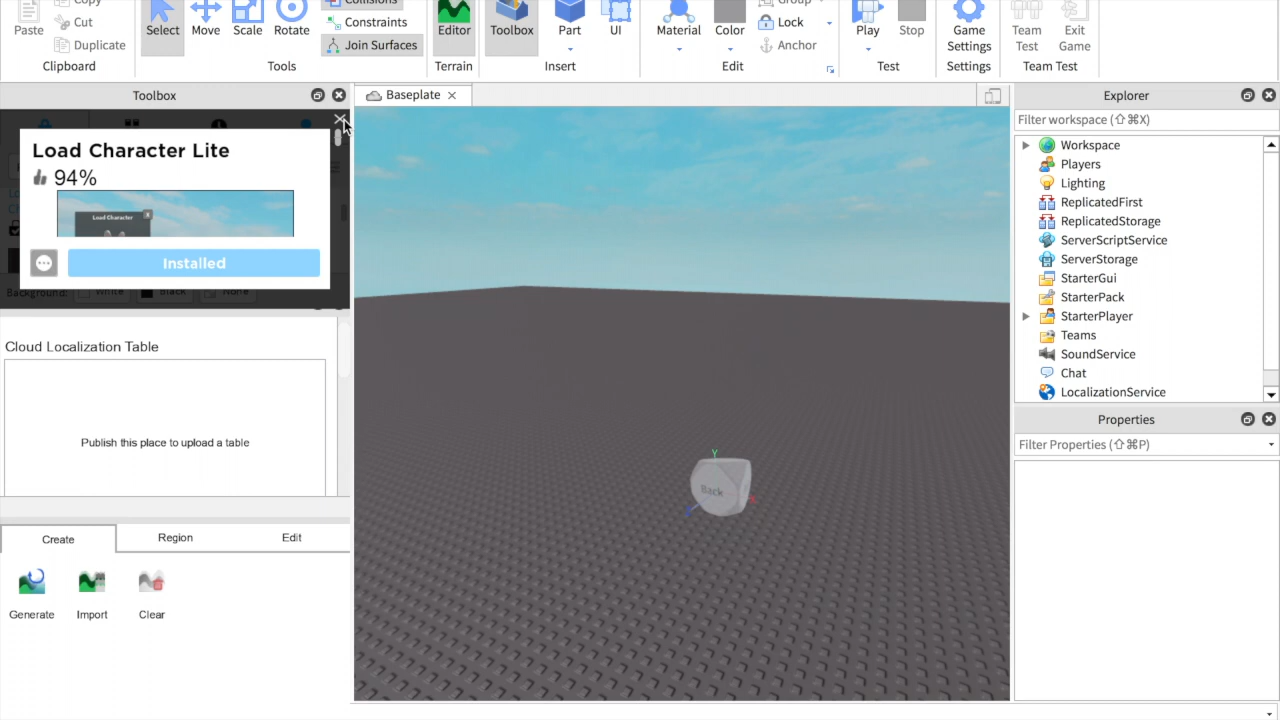 Copy
Collisions
Group
Cut
Constraints
Lock
Paste
Select
Move
Scale
Rotate
Editor
Toolbox
Part
UI
Material
Color
Play
Stop
Game
Settings
Team
Test
Exit
Game
Duplicate
Join Surfaces
Anchor
Clipboard
Tools
Terrain
Insert
Edit
Test
Settings
Team Test
Toolbox
Baseplate
Explorer
Filter workspace (⇧⌘X)
Load Character Lite
94%
Load Character
X
Installed
Background:
White
Black
None
Workspace
Players
Lighting
ReplicatedFirst
ReplicatedStorage
ServerScriptService
ServerStorage
StarterGui
StarterPack
StarterPlayer
Teams
SoundService
Chat
LocalizationService
Cloud Localization Table
Publish this place to upload a table
Properties
Filter Properties (⇧⌘P)
Y
Back
X
Z
Create
Region
Edit
Generate
Import
Clear